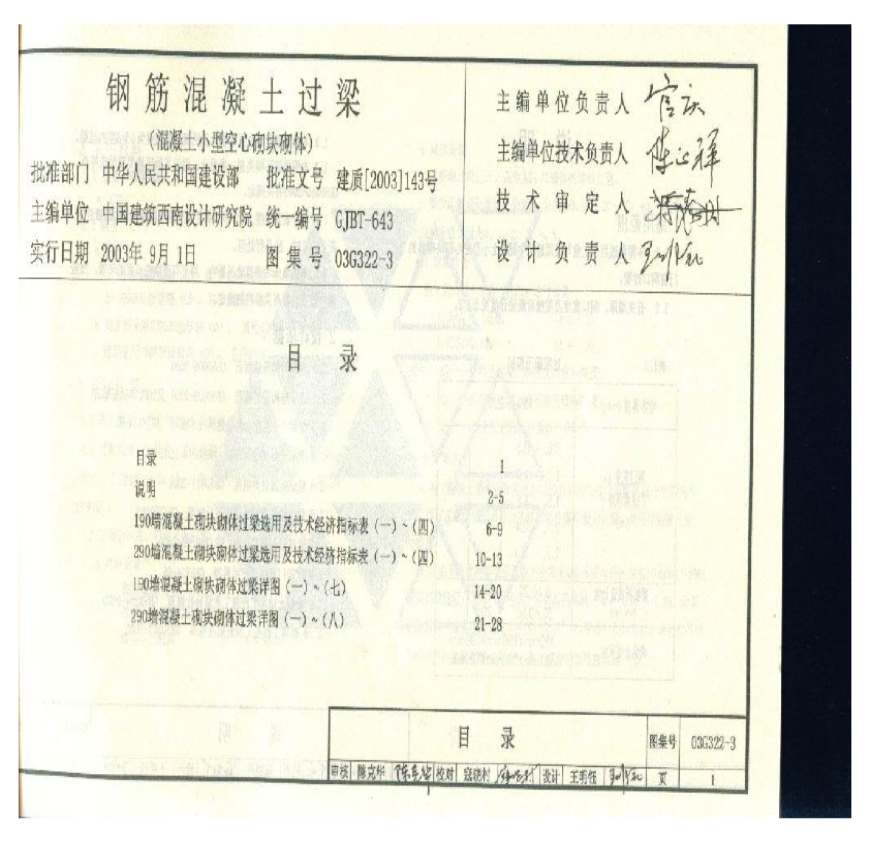 钢筋混凝土过梁
(混凝土小型空心砌块砌体)
批准部门 中华人民共和国建设部 批准文号 建质[2003]143号
主编单位 中国建筑西南设计研究院 统一编号 GJBT-643
实行日期 2003年 9月 1日 图集号 03G322-3
主编单位负责人
主编单位技术负责人
技术审定人
设计负责人
目 录
目录 1
说明 2-5
190墙混凝土砌块砌体过梁选用及技术经济指标表 (一) ~ (四) 6-9
290墙混凝土砌块砌体过梁选用及技术经济指标表 (一) ~ (四) 10-13
190墙混凝土砌块砌体过梁详图 (一) ~ (七) 14-20
290墙混凝土砌块砌体过梁详图 (一) ~ (八) 21-28
目 录 图集号 03G322-3
审核 校对 设计 页 1